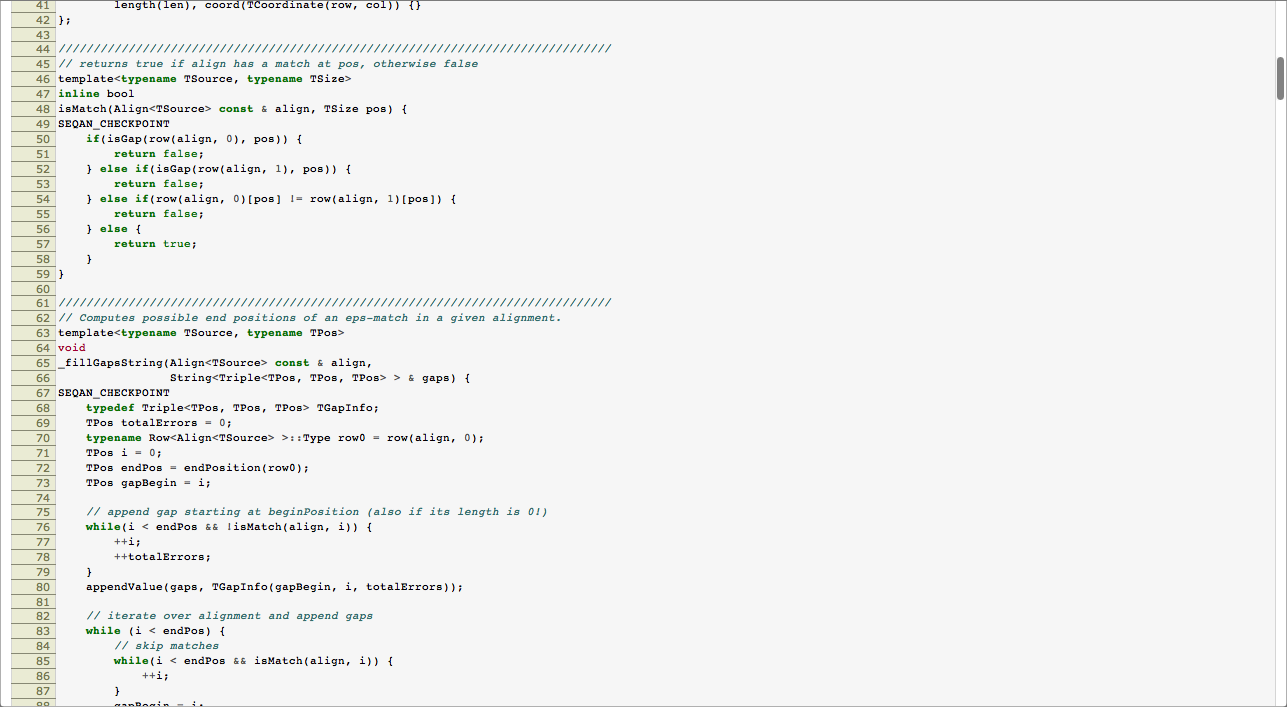 41 length(len), coord(TCoordinate(row, col)) {}
42 };
43
44 ///////////////////////////////////////////////////////////////////////////////
45 // returns true if align has a match at pos, otherwise false
46 template<typename TSource, typename TSize>
47 inline bool
48 isMatch(Align<TSource> const & align, TSize pos) {
49 SEQAN_CHECKPOINT
50     if(isGap(row(align, 0), pos)) {
51         return false;
52     } else if(isGap(row(align, 1), pos)) {
53         return false;
54     } else if(row(align, 0)[pos] != row(align, 1)[pos]) {
55         return false;
56     } else {
57         return true;
58     }
59 }
60
61 ///////////////////////////////////////////////////////////////////////////////
62 // Computes possible end positions of an eps-match in a given alignment.
63 template<typename TSource, typename TPos>
64 void
65 _fillGapsString(Align<TSource> const & align,
66                 String<Triple<TPos, TPos, TPos> > & gaps) {
67 SEQAN_CHECKPOINT
68     typedef Triple<TPos, TPos, TPos> TGapInfo;
69     TPos totalErrors = 0;
70     typename Row<Align<TSource> >::Type row0 = row(align, 0);
71     TPos i = 0;
72     TPos endPos = endPosition(row0);
73     TPos gapBegin = i;
74
75     // append gap starting at beginPosition (also if its length is 0!)
76     while(i < endPos && !isMatch(align, i)) {
77         ++i;
78         ++totalErrors;
79     }
80     appendValue(gaps, TGapInfo(gapBegin, i, totalErrors));
81
82     // iterate over alignment and append gaps
83     while (i < endPos) {
84         // skip matches
85         while(i < endPos && isMatch(align, i)) {
86             ++i;
87         }
88         gapBegin = i;